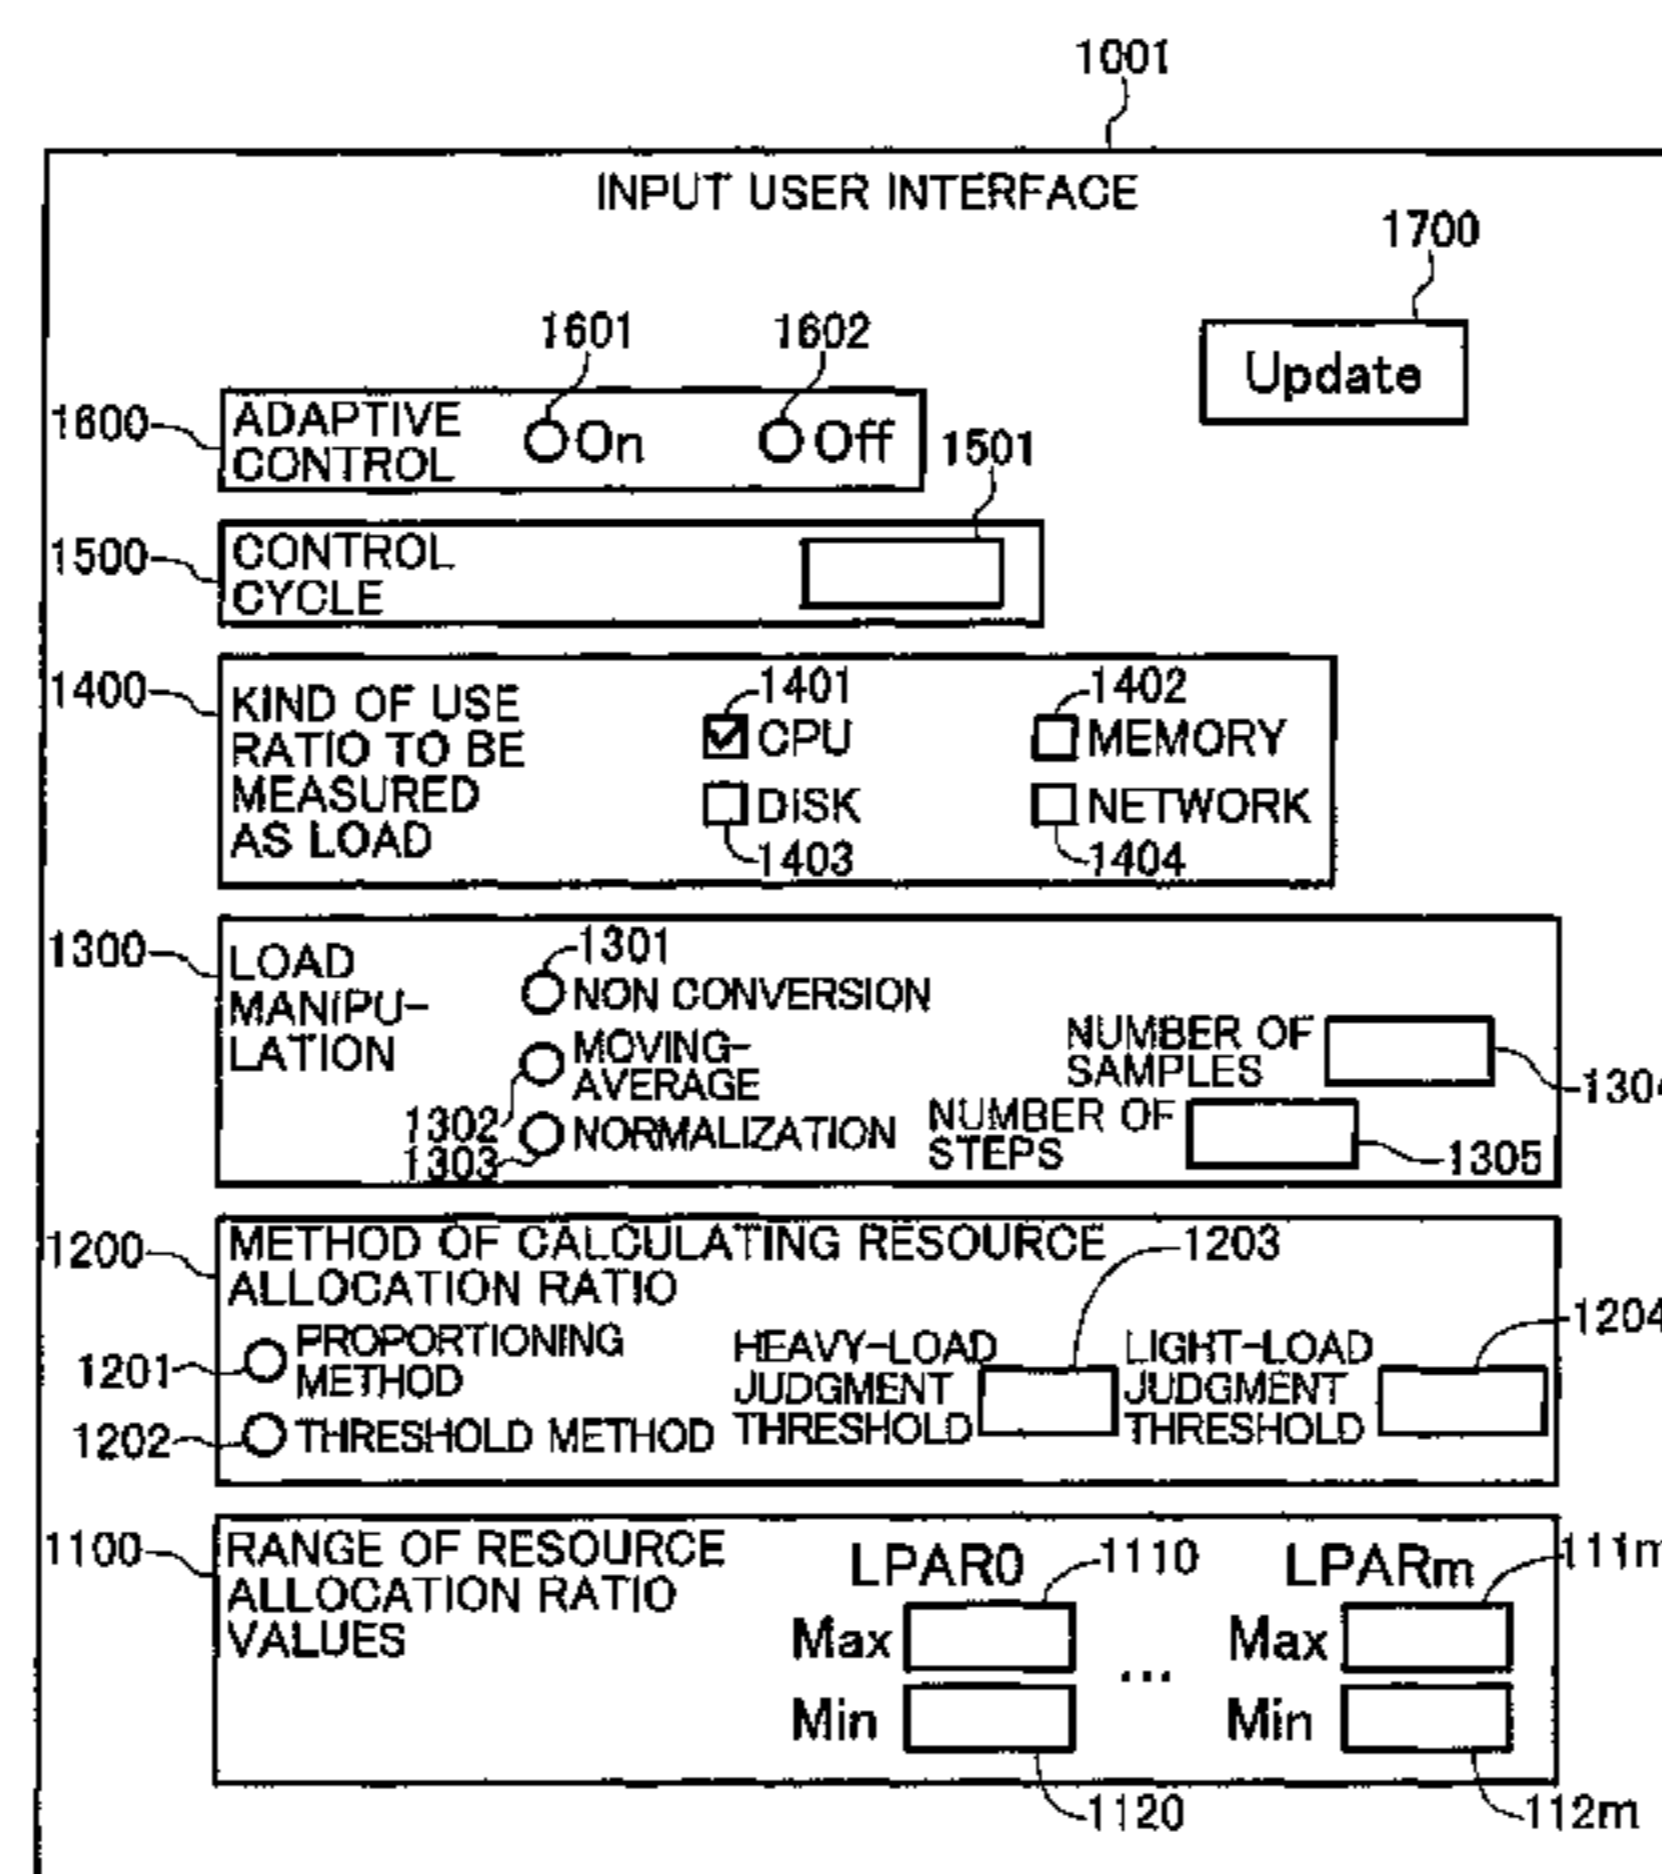 1001
INPUT USER INTERFACE
1700
Update
1601 1602
1600 ADAPTIVE
CONTROL
On Off
1501
1500 CONTROL
CYCLE
1400 KIND OF USE
RATIO TO BE
MEASURED
AS LOAD
1401 1402
CPU MEMORY
DISK NETWORK
1403 1404
1300 LOAD
MANIPU-
LATION
1301
NON CONVERSION
MOVING-
AVERAGE
1302
NORMALIZATION
1303
NUMBER OF
SAMPLES
1304
NUMBER OF
STEPS
1305
1200 METHOD OF CALCULATING RESOURCE
ALLOCATION RATIO
1203
1204
1201 PROPORTIONING
METHOD
1202 THRESHOLD METHOD
HEAVY-LOAD
JUDGMENT
THRESHOLD
LIGHT-LOAD
JUDGMENT
THRESHOLD
1100 RANGE OF RESOURCE
ALLOCATION RATIO
VALUES
LPAR0 1110 LPARm 111m
Max ... Max
Min Min
1120 112m